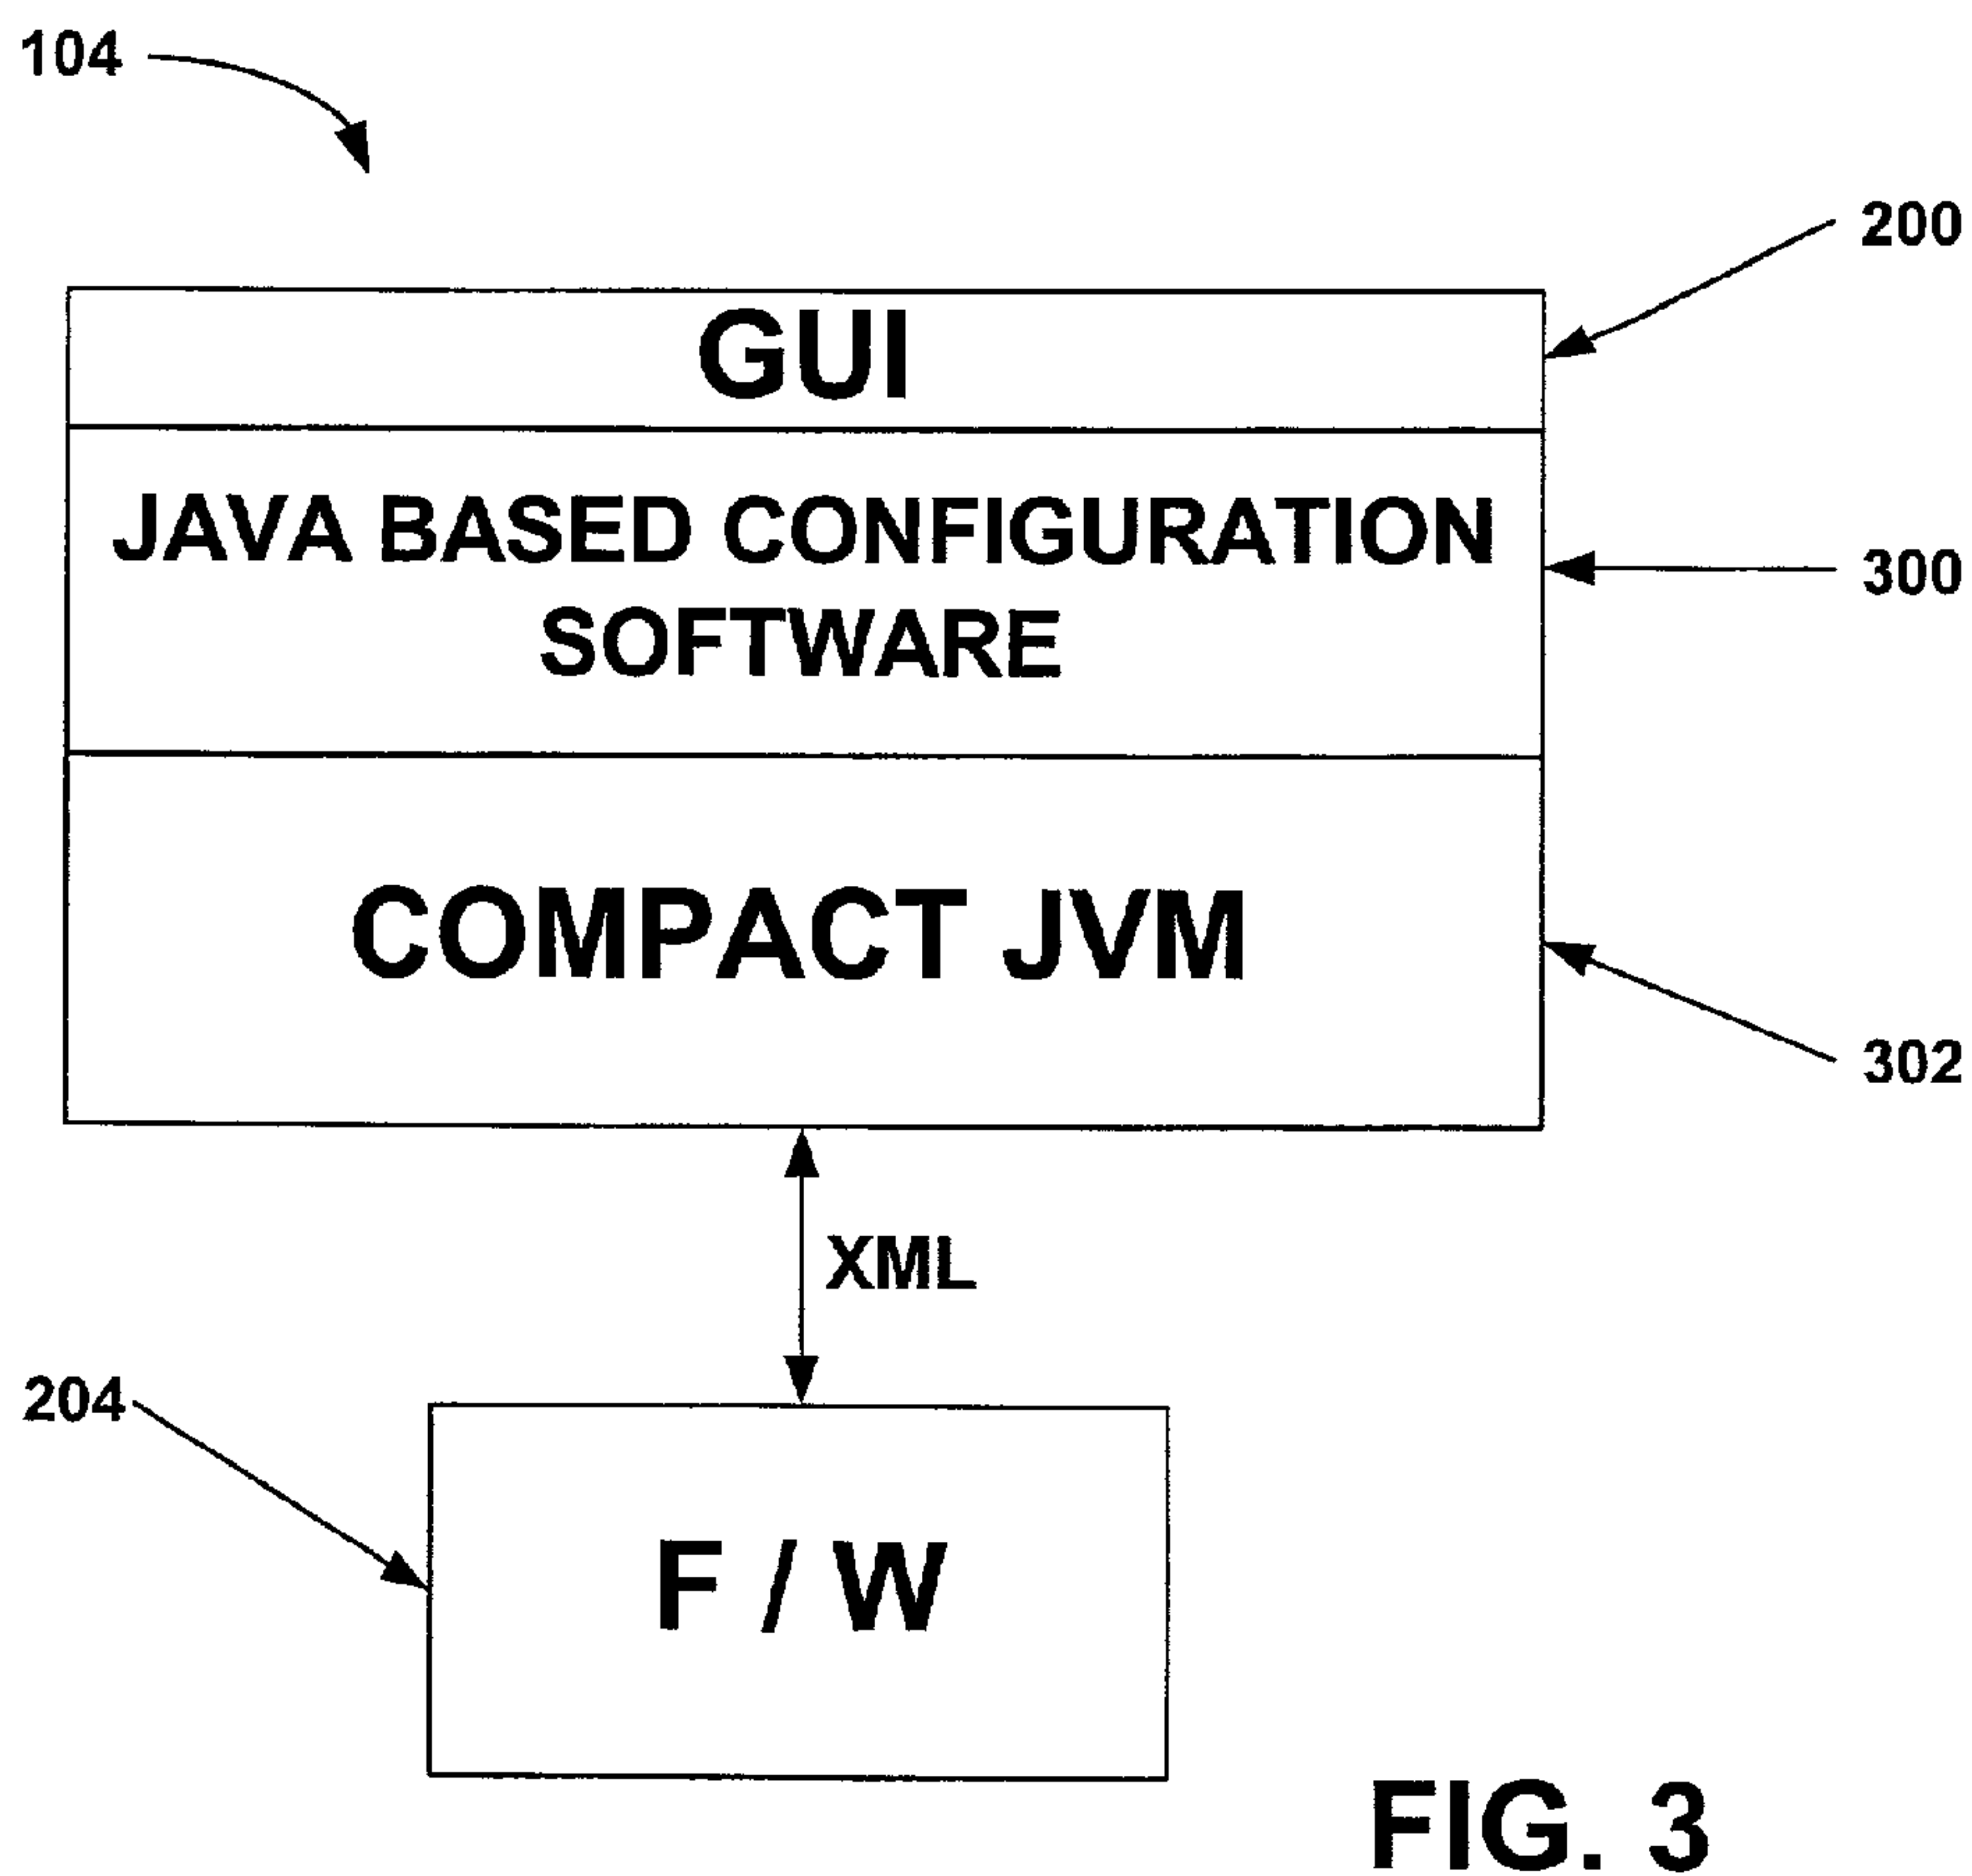 104
200
GUI
JAVA BASED CONFIGURATION
SOFTWARE
300
COMPACT JVM
302
XML
204
F / W
FIG. 3